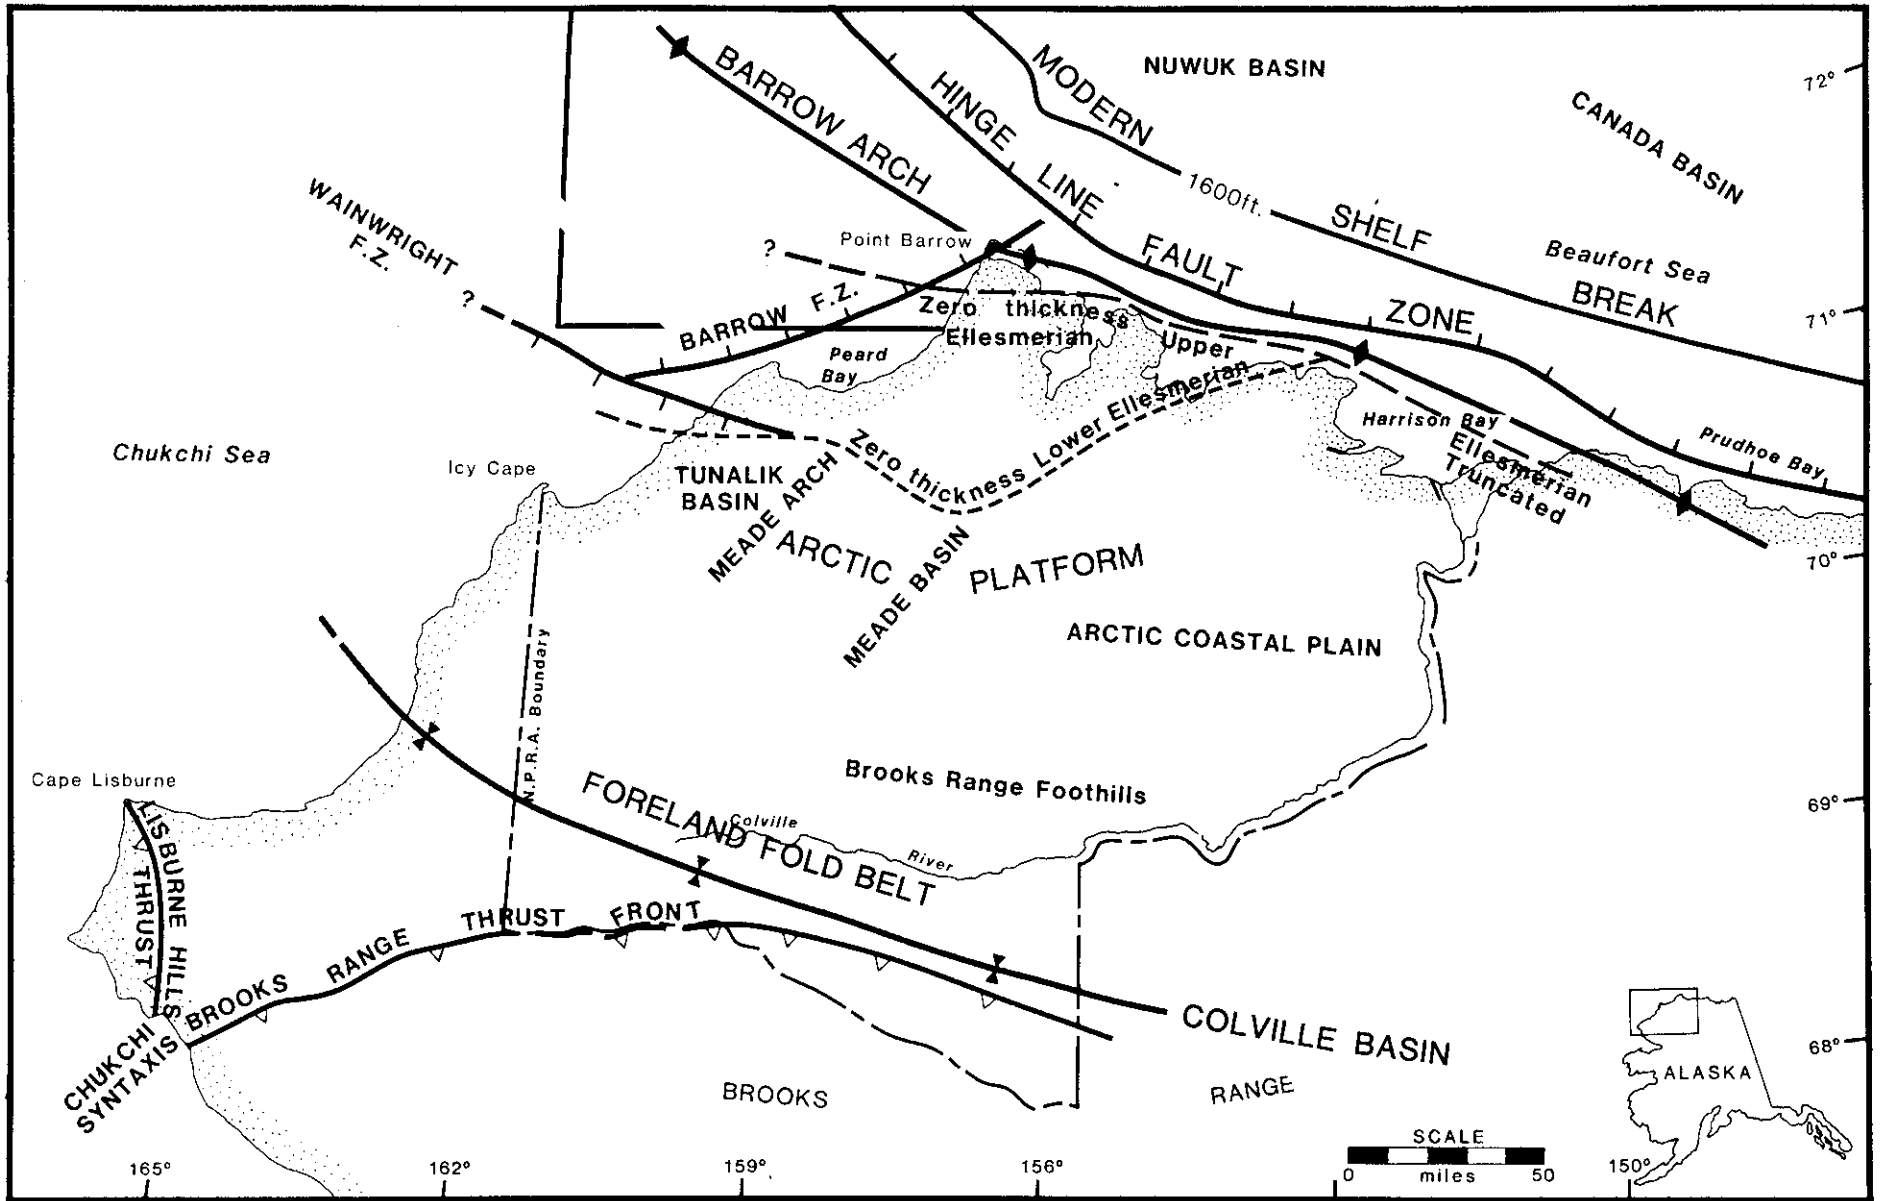 NUWUK BASIN
CANADA BASIN
MODERN
1600ft.
SHELF
BREAK
Beaufort Sea
HINGE
LINE
FAULT
ZONE
BARROW ARCH
72°
WAINWRIGHT
F.Z.
?
?
Point Barrow
BARROW F.Z.
Zero thickness
Ellesmerian
Upper
71°
Peard
Bay
Harrison Bay
Prudhoe Bay
Ellesmerian
Truncated
Zero thickness Lower Ellesmerian
Chukchi Sea
Icy Cape
TUNALIK
BASIN
MEADE ARCH
MEADE BASIN
ARCTIC PLATFORM
70°
ARCTIC COASTAL PLAIN
N.P.R.A. Boundary
Brooks Range Foothills
Cape Lisburne
69°
FORELAND FOLD BELT
Colville
River
LISBURNE HILLS
THRUST
BROOKS RANGE THRUST FRONT
CHUKCHI
SYNTAXIS
COLVILLE BASIN
68°
BROOKS RANGE
ALASKA
SCALE
0 50
miles
165° 162° 159° 156° 150°